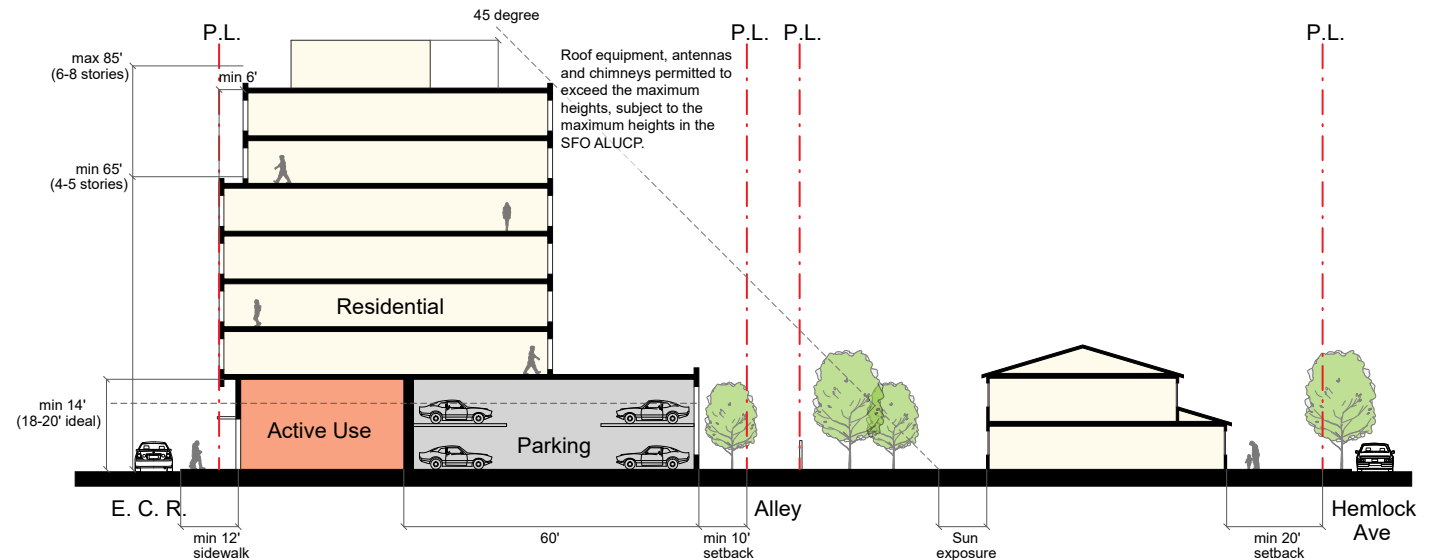 45 degree
P.L.
P.L.
P.L.
P.L.
max 85'
(6-8 stories)
min 6'
Roof equipment, antennas
and chimneys permitted to
exceed the maximum
heights, subject to the
maximum heights in the
SFO ALUCP.
min 65'
(4-5 stories)
Residential
min 14'
(18-20' ideal)
Active Use
Parking
E. C. R.
Alley
Hemlock
Ave
min 12'
sidewalk
60'
min 10'
setback
Sun
exposure
min 20'
setback